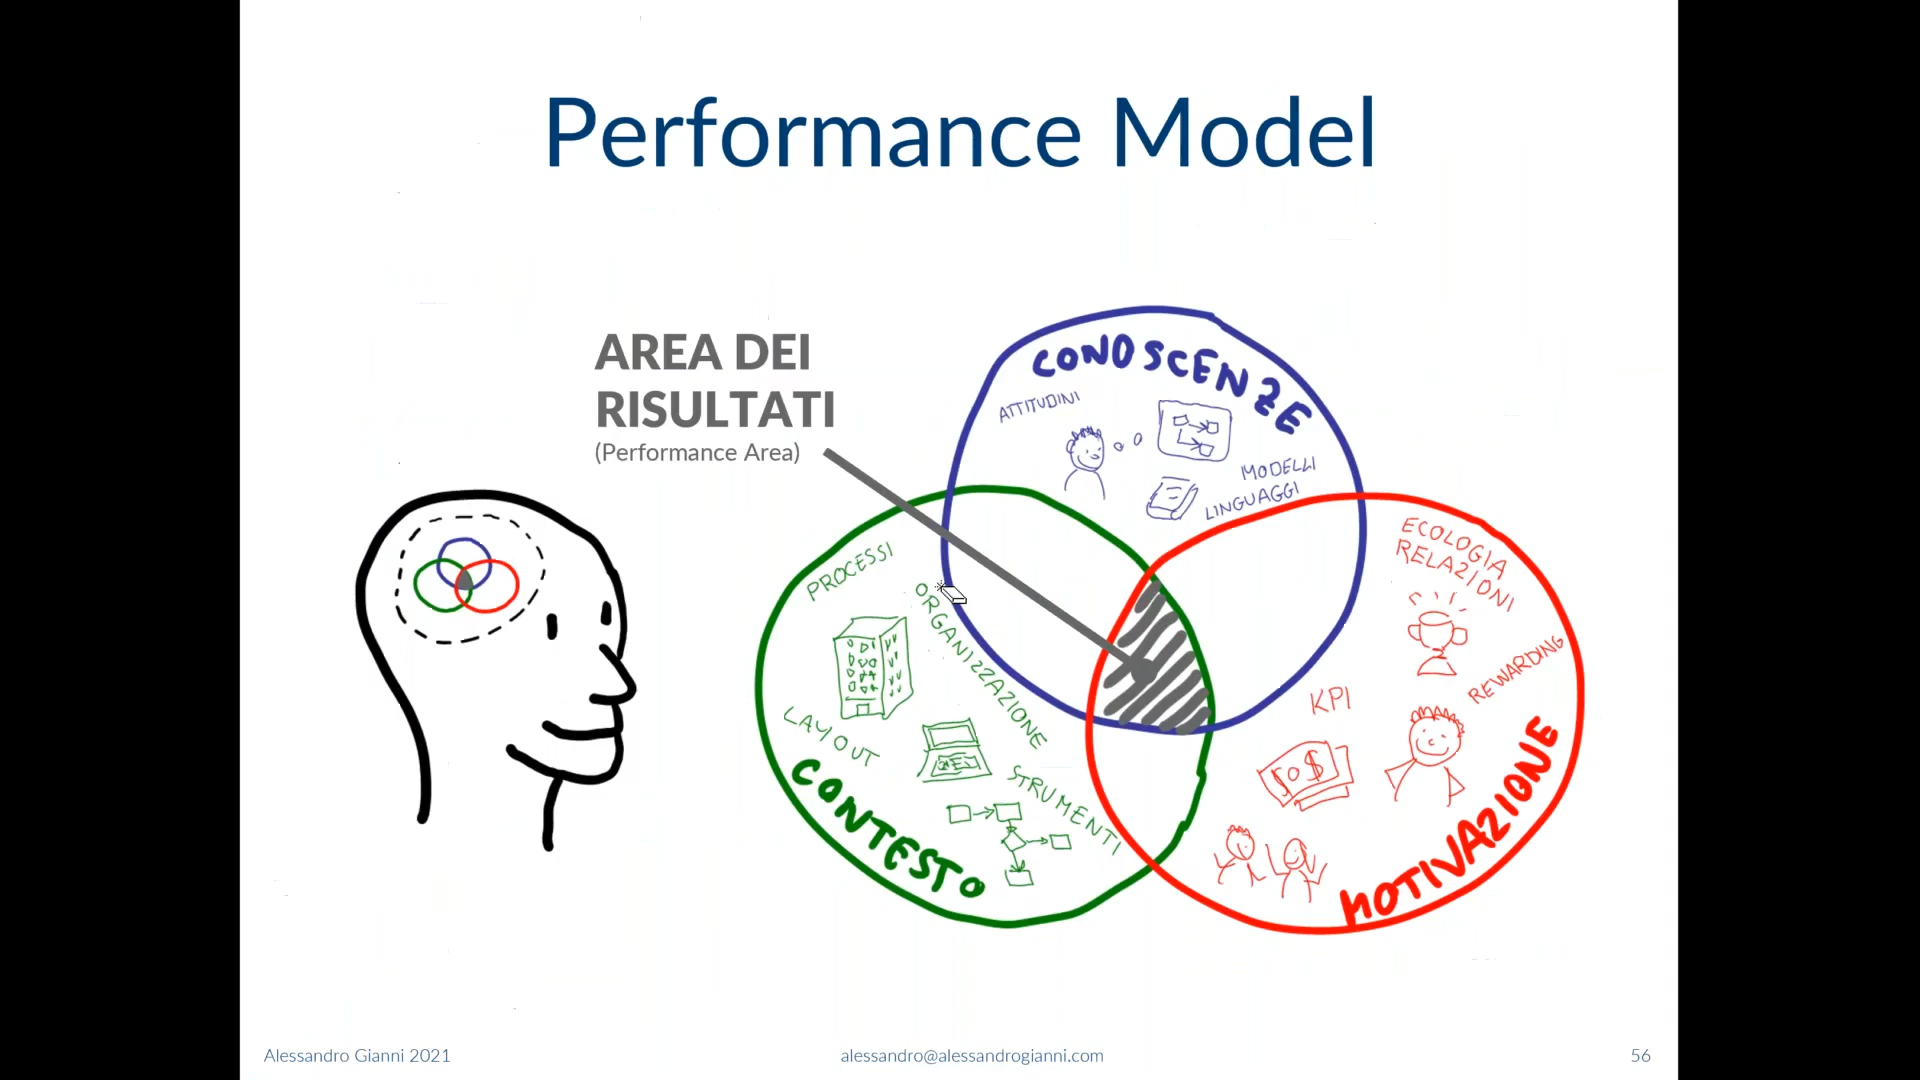 Performance Model
AREA DEI
RISULTATI
(Performance Area)
CONOSCENZE
ATTITUDINI
MODELLI
LINGUAGGI
PROCESSI
ORGANIZZAZIONE
LAYOUT
STRUMENTI
CONTESTO
ECOLOGIA
RELAZIONI
REWARDING
KPI
$0$
MOTIVAZIONE
Alessandro Gianni 2021
alessandro@alessandrogianni.com
56